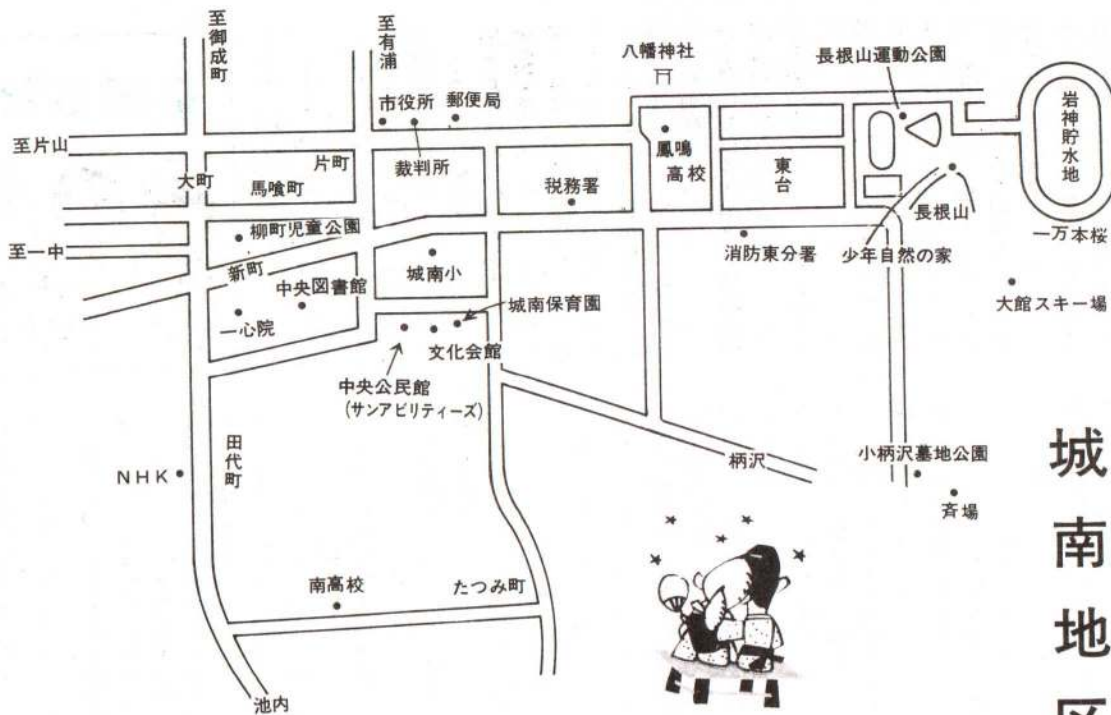 至御成町
至有浦
市役所
郵便局
八幡神社
長根山運動公園
岩神貯水地
至片山
片町
裁判所
鳳鳴
高校
大町
馬喰町
税務署
東台
長根山
柳町児童公園
一万本桜
至一中
新町
城南小
消防東分署
少年自然の家
中央図書館
城南保育園
大館スキー場
一心院
文化会館
中央公民館
(サンアビリティーズ)
田代町
NHK
柄沢
小柄沢墓地公園
斉場
南高校
たつみ町
池内
城南地区